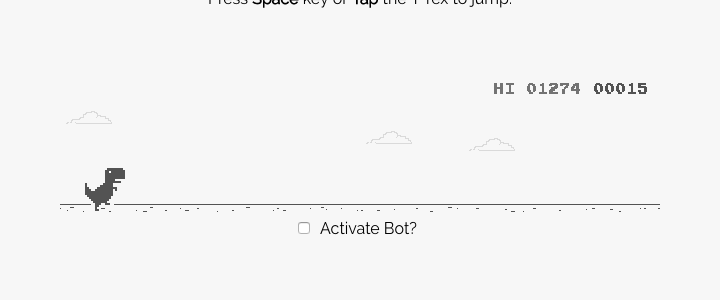 Press Space key or Tap the T-rex to jump.
HI 01274 00015
Activate Bot?